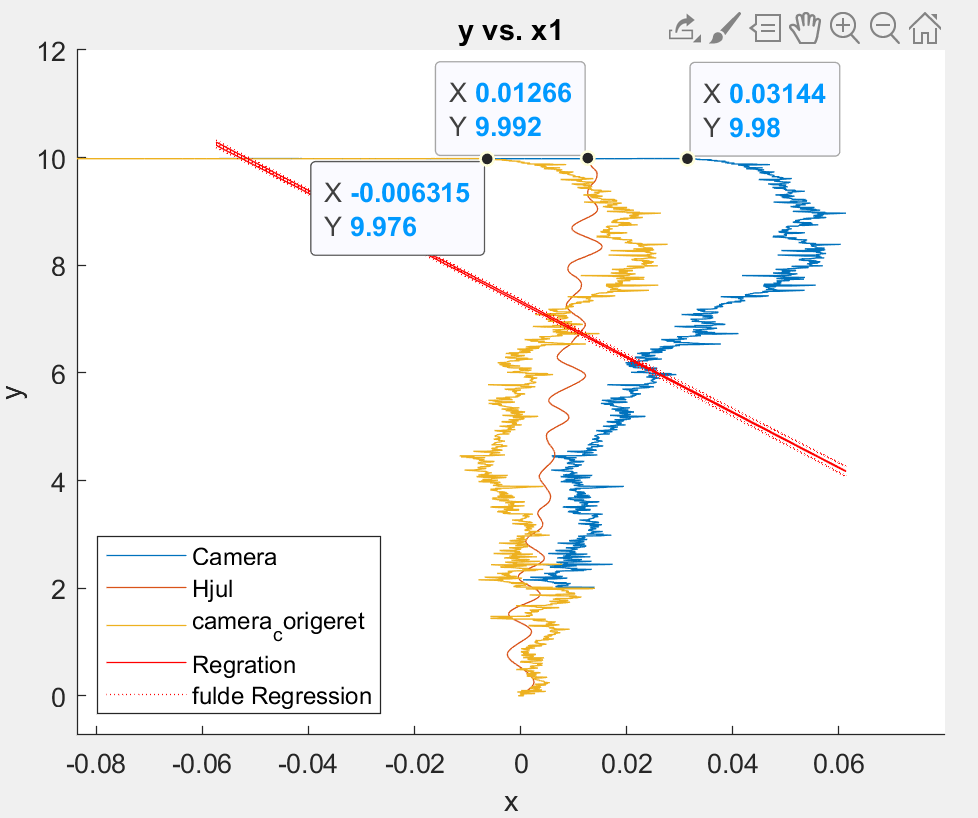 y vs. x1
X 0.01266
Y 9.992
X 0.03144
Y 9.98
X -0.006315
Y 9.976
12
10
8
6
4
2
0
y
Camera
Hjul
camera_corigeret
Regration
fulde Regression
-0.08 -0.06 -0.04 -0.02 0 0.02 0.04 0.06
x